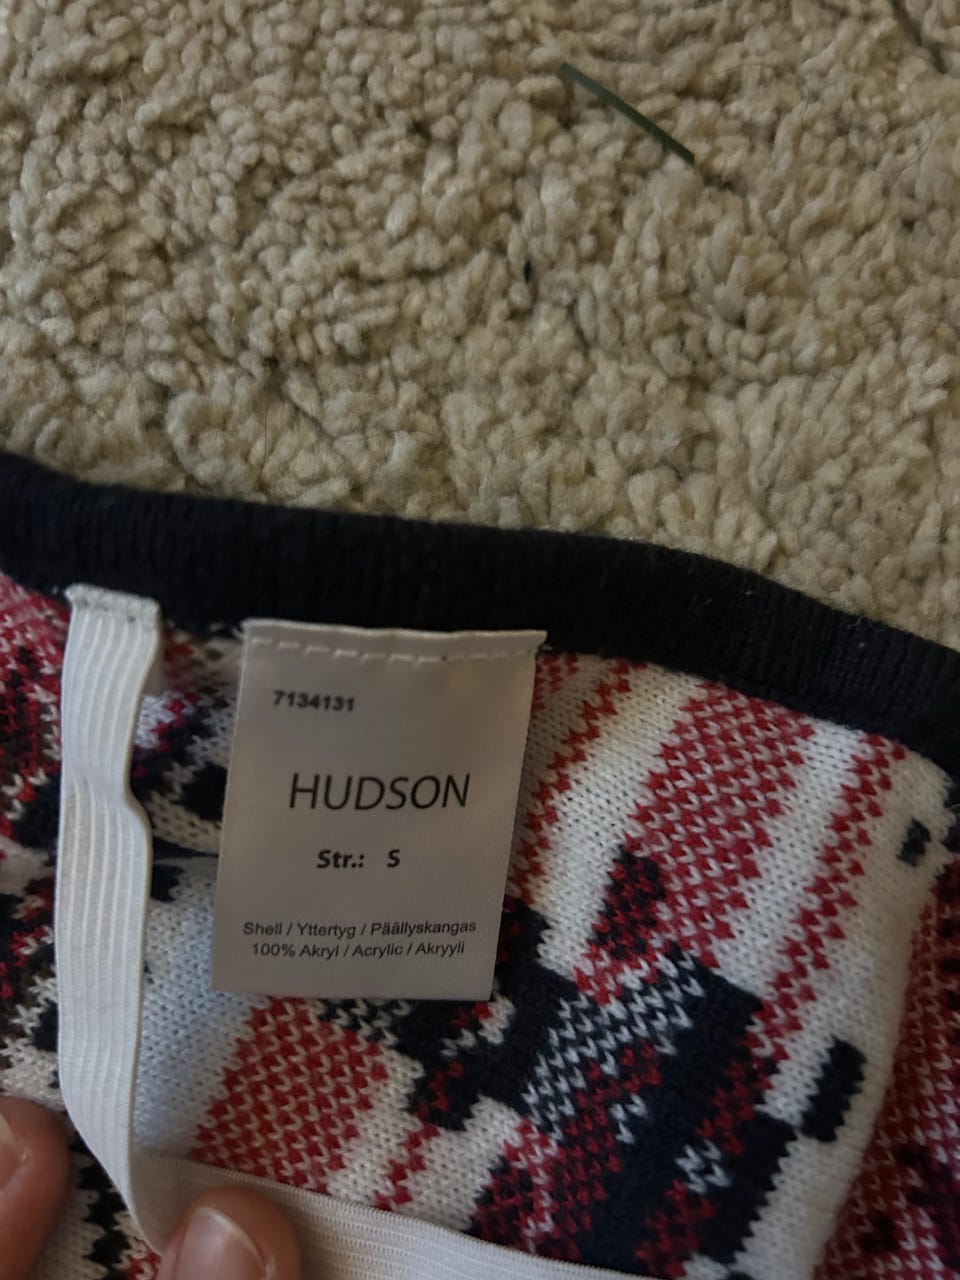 7134131
HUDSON
Str.: S
Shell / Yttertyg / Päällyskangas
100% Akryl / Acrylic / Akryyli